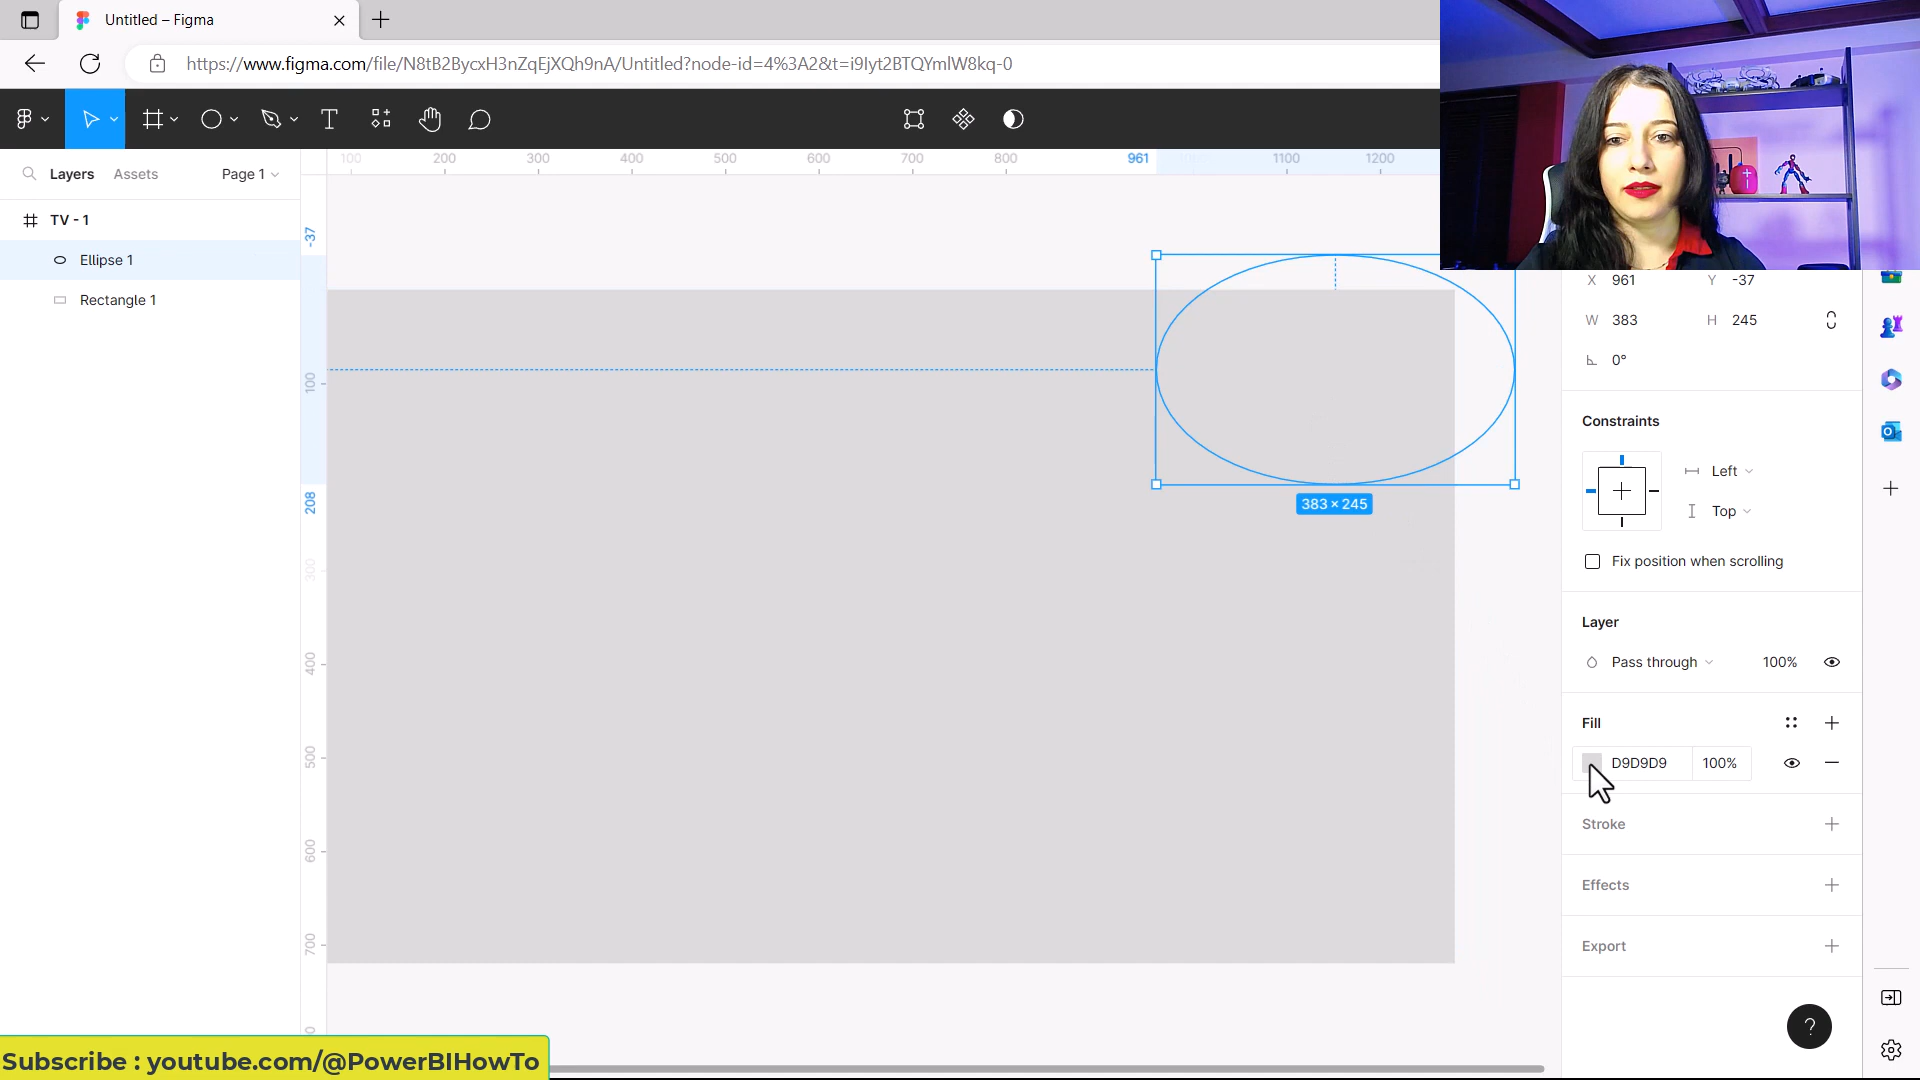 Untitled – Figma
https://www.figma.com/file/N8tB2BycxH3nZqEjXQh9nA/Untitled?node-id=4%3A2&t=i9Iyt2BTQYmlW8kq-0
Layers Assets Page 1
100 200 300 400 500 600 700 800 961 1100 1200
TV - 1
Ellipse 1
Rectangle 1
-37
100
208
300
400
500
600
700
383 × 245
X 961 Y -37
W 383 H 245
0°
Constraints
Left
Top
Fix position when scrolling
Layer
Pass through 100%
Fill
D9D9D9 100%
Stroke
Effects
Export
?
Subscribe : youtube.com/@PowerBIHowTo